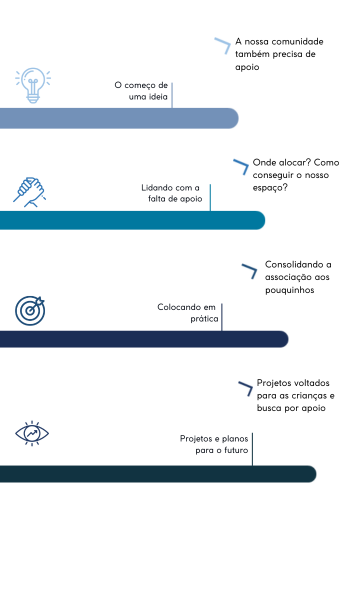 A nossa comunidade
também precisa de
apoio
O começo de
uma ideia
Onde alocar? Como
conseguir o nosso
espaço?
Lidando com a
falta de apoio
Consolidando a
associação aos
pouquinhos
Colocando em
prática
Projetos voltados
para as crianças e
busca por apoio
Projetos e planos
para o futuro